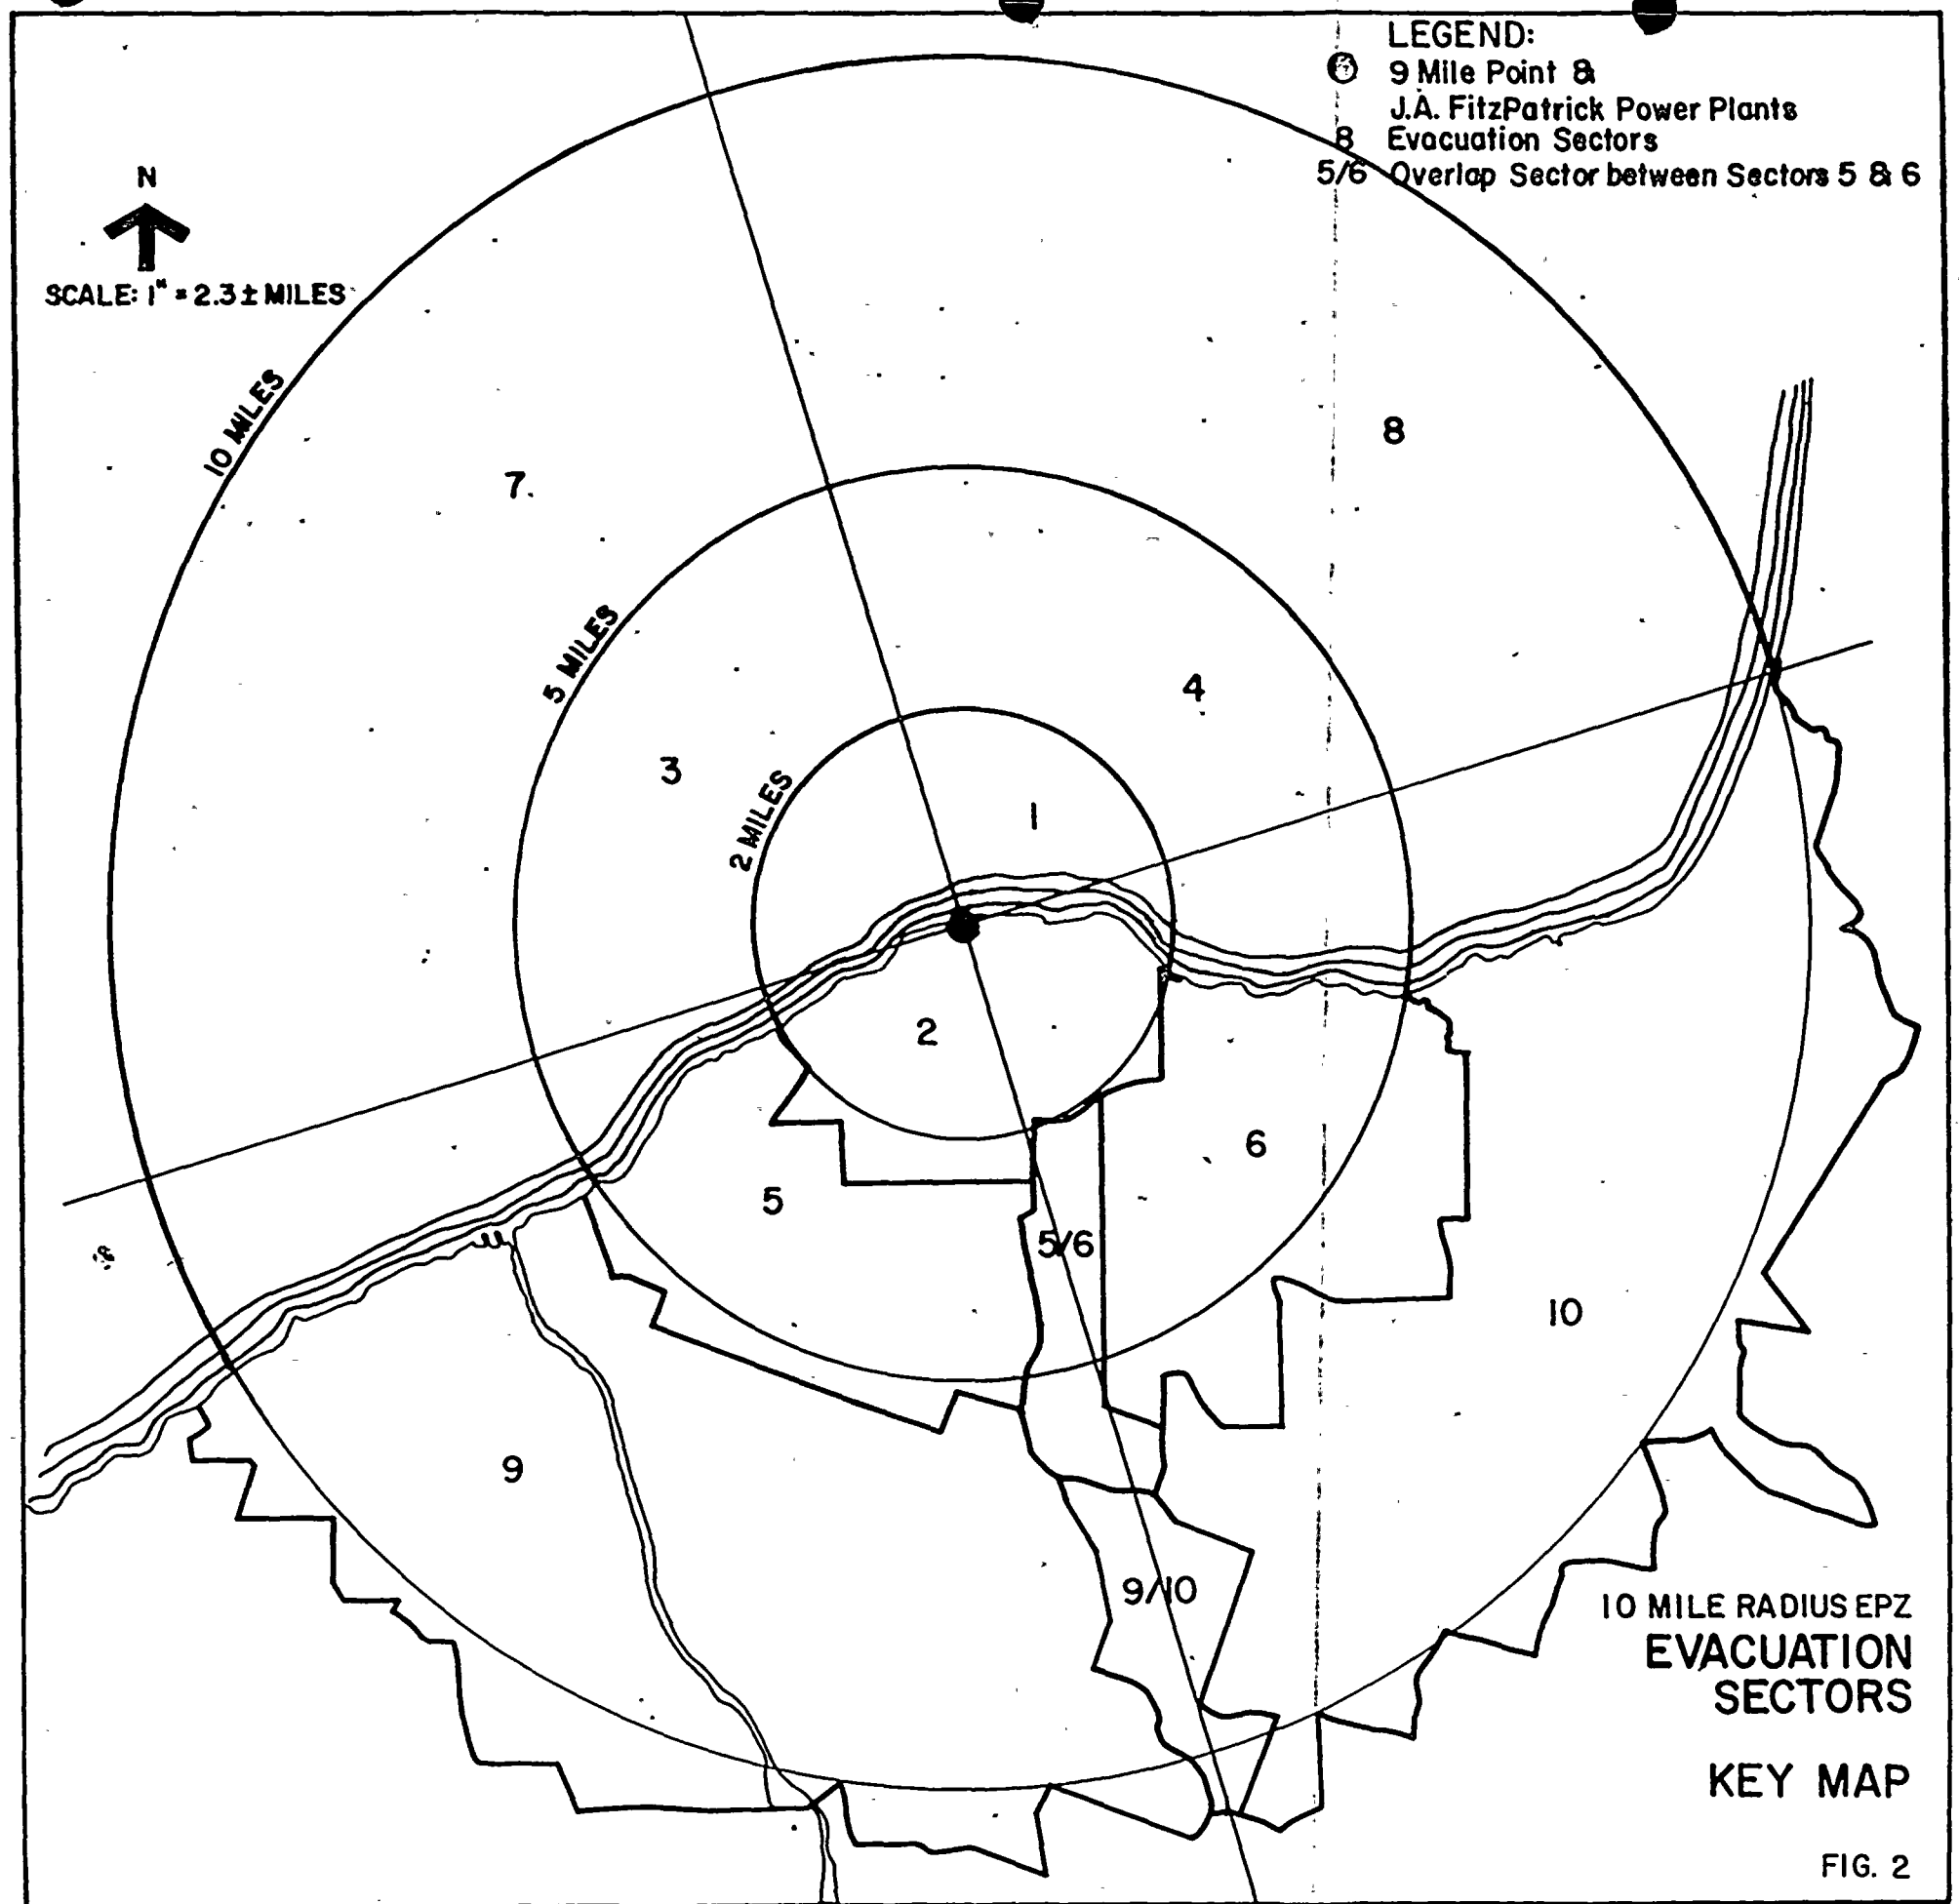 LEGEND:
9 Mile Point &
J.A. FitzPatrick Power Plants
8 Evacuation Sectors
5/6 Overlap Sector between Sectors 5 & 6
N
SCALE: 1" = 2.3 ± MILES
10 MILES
8
7
5 MILES
4
3
2 MILES
1
2
6
5
5/6
10
9
9/10
10 MILE RADIUS EPZ
EVACUATION
SECTORS
KEY MAP
FIG. 2